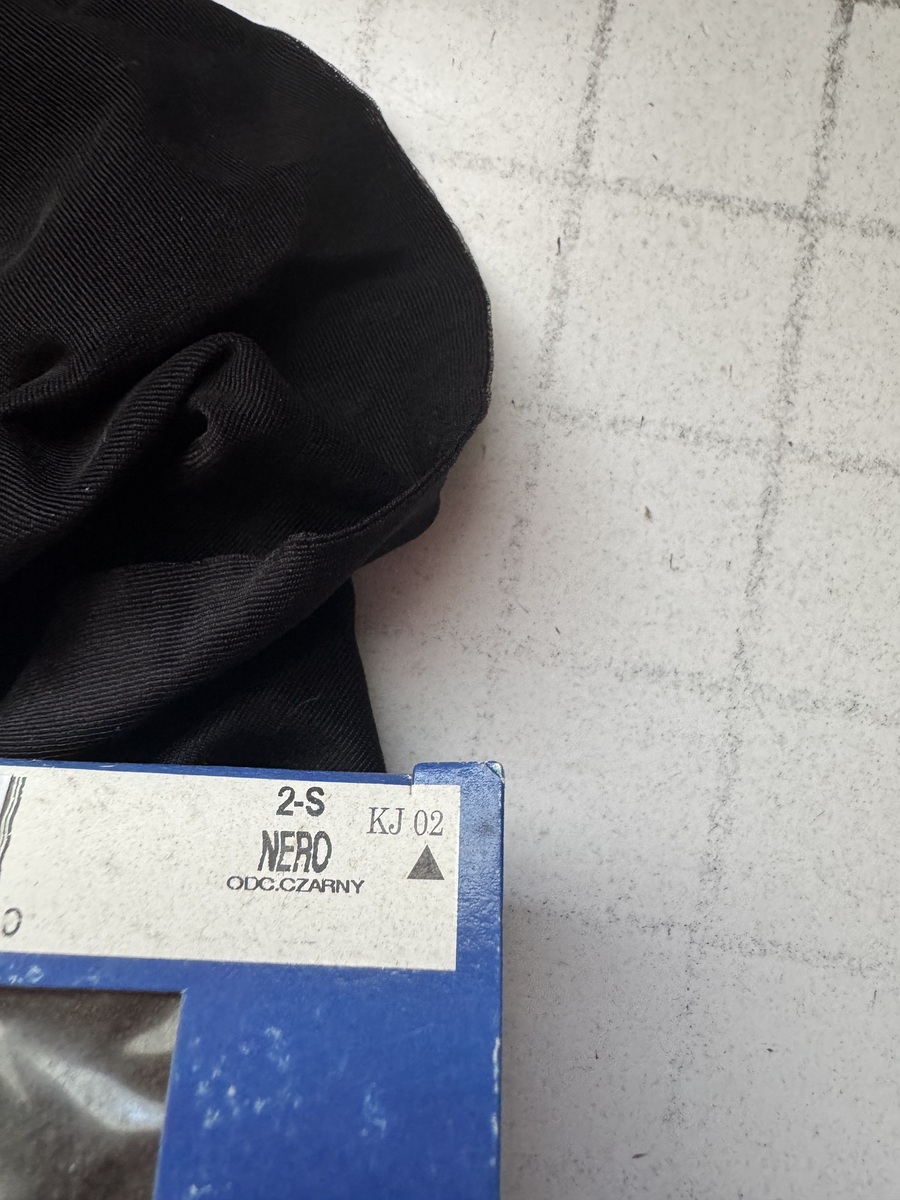 2-S
KJ 02
NERO
ODC.CZARNY
O